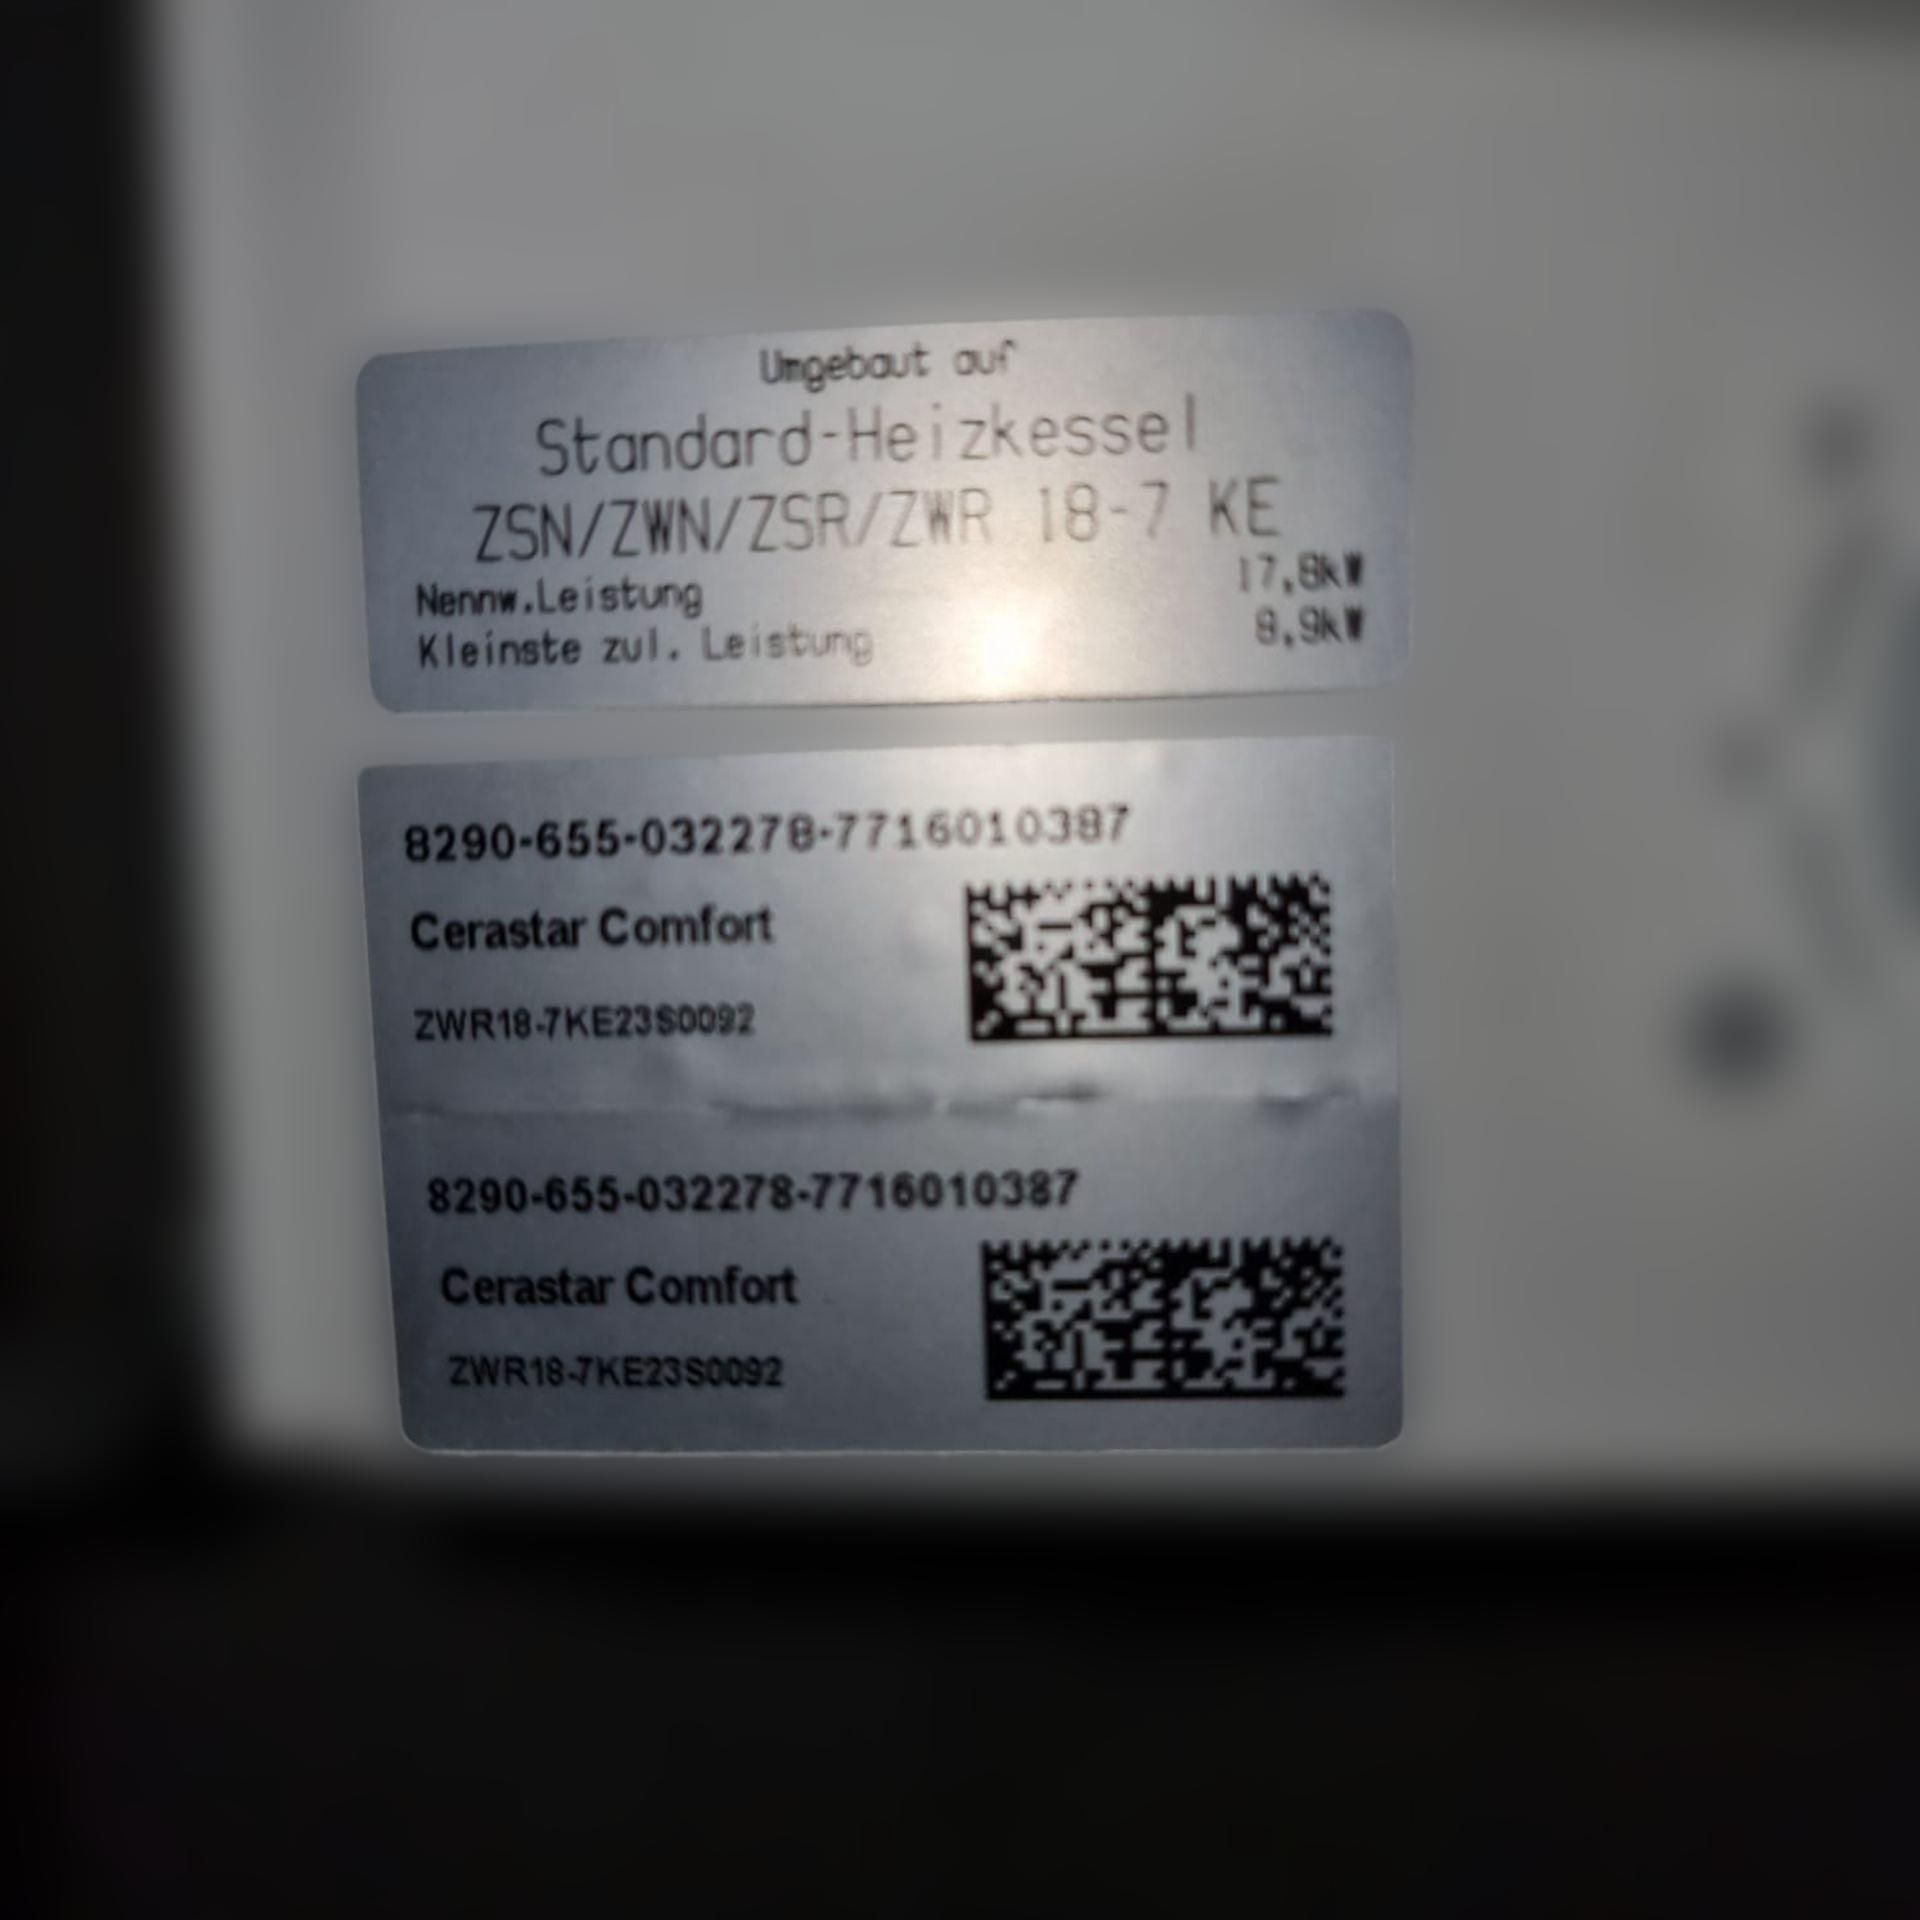 Umgebaut auf
Standard-Heizkessel
ZSN/ZWN/ZSR/ZWR 18-7 KE
Nennw.Leistung 17,8kW
Kleinste zul. Leistung 8,9kW
8290-655-032278-7716010387
Cerastar Comfort
ZWR18-7KE23S0092
8290-655-032278-7716010387
Cerastar Comfort
ZWR18-7KE23S0092